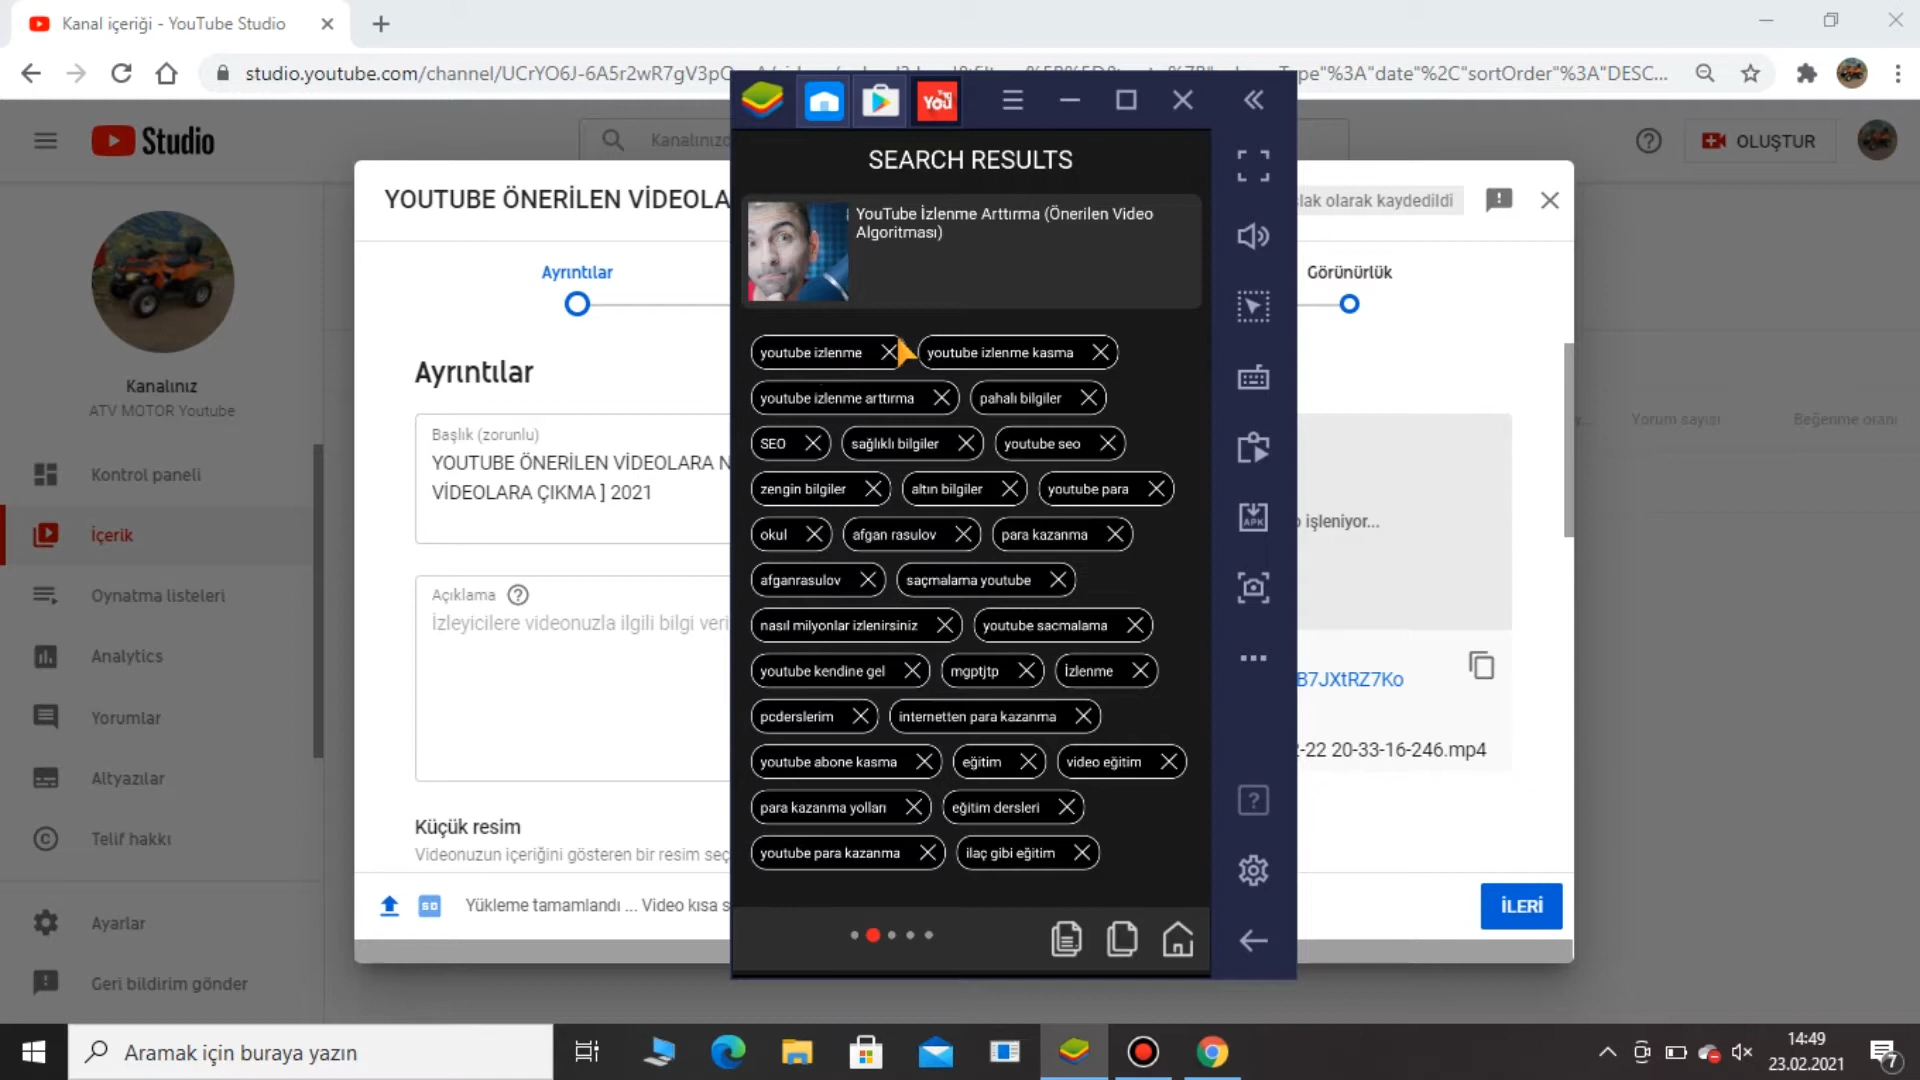 Kanal içeriği - YouTube Studio
studio.youtube.com/channel/UCrYO6J-6A5r2wR7gV3p
ype"%3A"date"%2C"sortOrder"%3A"DESC...
Studio
Kanalınız
OLUŞTUR
YOUTUBE ÖNERİLEN VİDEOLA
lak olarak kaydedildi
Ayrıntılar
Görünürlük
Kanalınız
ATV MOTOR Youtube
Kontrol paneli
İçerik
Oynatma listeleri
Analytics
Yorumlar
Altyazılar
Telif hakkı
Ayarlar
Geri bildirim gönder
Ayrıntılar
Başlık (zorunlu)
YOUTUBE ÖNERİLEN VİDEOLARA N
VİDEOLARA ÇIKMA ] 2021
Açıklama
İzleyicilere videonuzla ilgili bilgi veri
Küçük resim
Videonuzun içeriğini gösteren bir resim seç
SD
Yükleme tamamlandı ... Video kısa s
SEARCH RESULTS
YouTube İzlenme Arttırma (Önerilen Video
Algoritması)
youtube izlenme
youtube izlenme kasma
youtube izlenme arttırma
pahalı bilgiler
SEO
sağlıklı bilgiler
youtube seo
zengin bilgiler
altın bilgiler
youtube para
okul
afgan rasulov
para kazanma
afganrasulov
saçmalama youtube
nasıl milyonlar izlenirsiniz
youtube sacmalama
youtube kendine gel
mgptjtp
İzlenme
pcderslerim
internetten para kazanma
youtube abone kasma
eğitim
video eğitim
para kazanma yolları
eğitim dersleri
youtube para kazanma
ilaç gibi eğitim
APK
Yorum sayısı
Beğenme oranı
işleniyor...
B7JXtRZ7Ko
2-22 20-33-16-246.mp4
İLERİ
Aramak için buraya yazın
14:49
23.02.2021
7